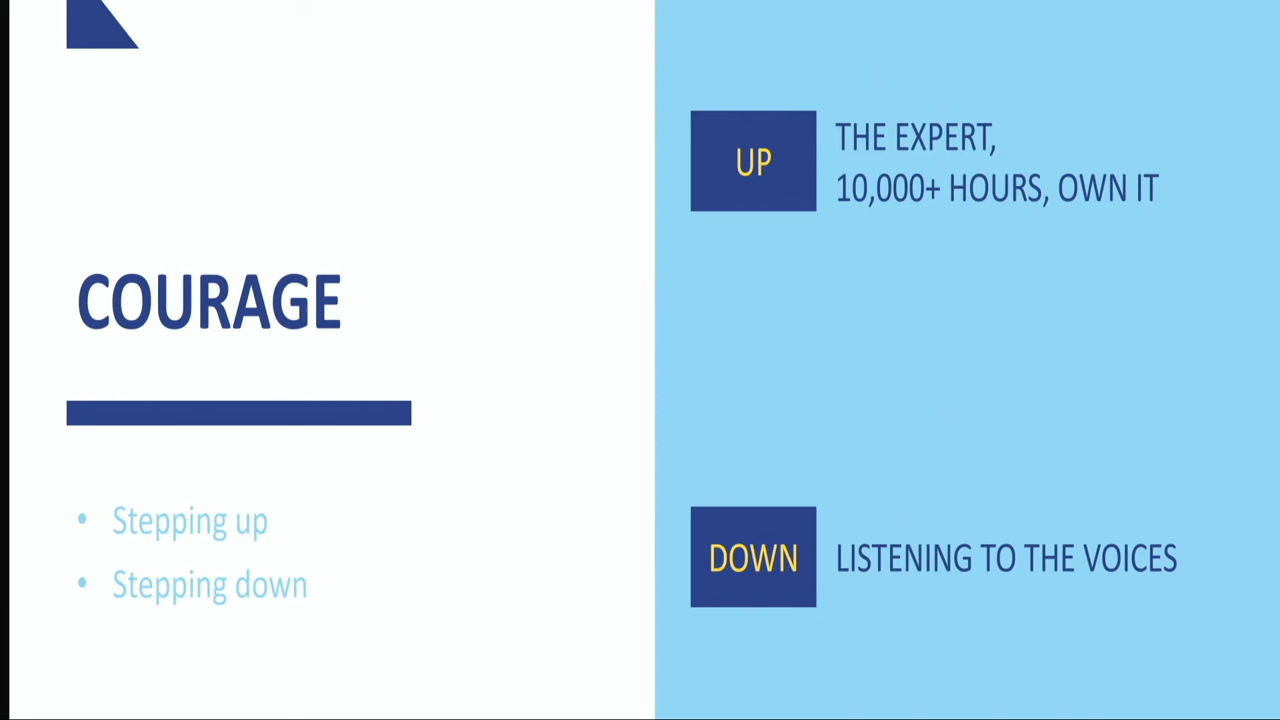 COURAGE
• Stepping up
• Stepping down
UP
THE EXPERT,
10,000+ HOURS, OWN IT
DOWN
LISTENING TO THE VOICES